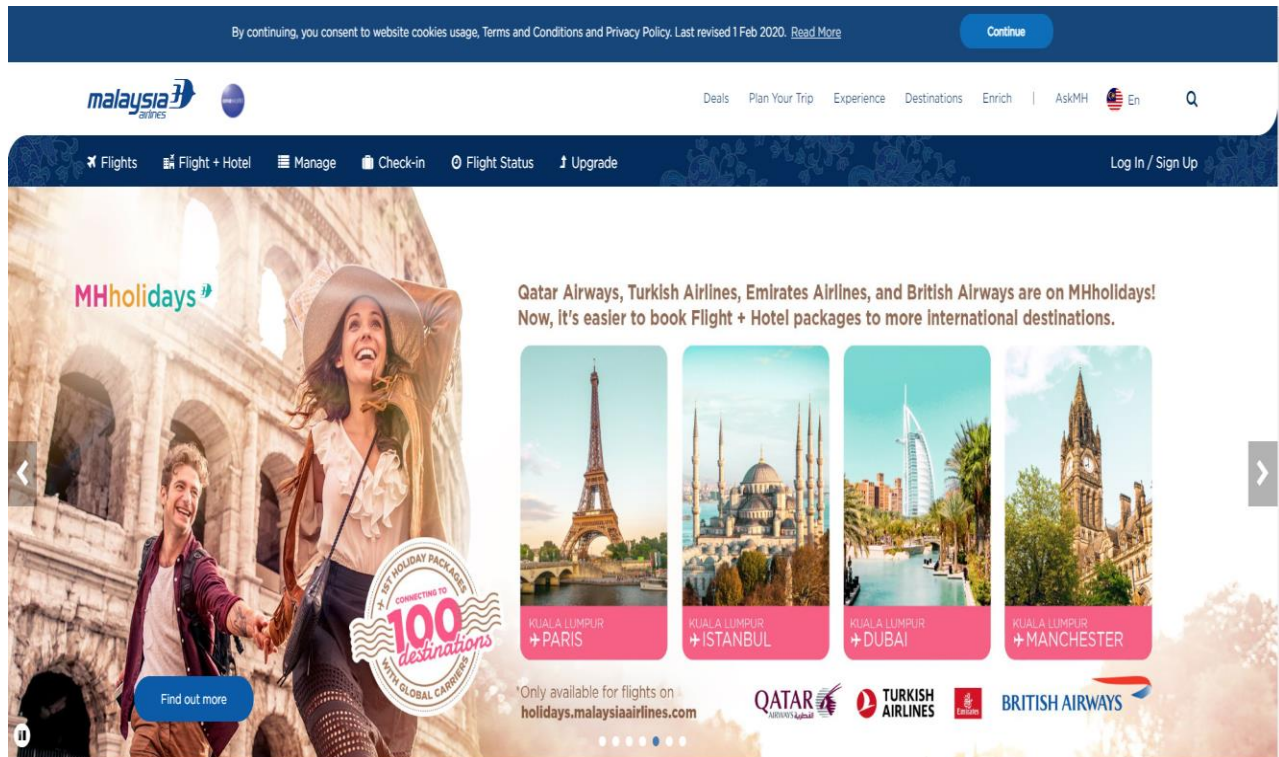 By continuing, you consent to website cookies usage, Terms and Conditions and Privacy Policy. Last revised 1 Feb 2020. Read More
Continue
malaysia
airlines
Deals Plan Your Trip Experience Destinations Enrich | AskMH En
Flights Flight + Hotel Manage Check-in Flight Status Upgrade Log In / Sign Up
MHholidays
Qatar Airways, Turkish Airlines, Emirates Airlines, and British Airways are on MHholidays!
Now, it's easier to book Flight + Hotel packages to more international destinations.
1ST HOLIDAY PACKAGES
CONNECTING TO
100
destinations
WITH GLOBAL CARRIERS
KUALA LUMPUR
PARIS
KUALA LUMPUR
ISTANBUL
KUALA LUMPUR
DUBAI
KUALA LUMPUR
MANCHESTER
Find out more
*Only available for flights on
holidays.malaysiaairlines.com
QATAR
AIRWAYS القطرية
TURKISH
AIRLINES
Emirates
BRITISH AIRWAYS